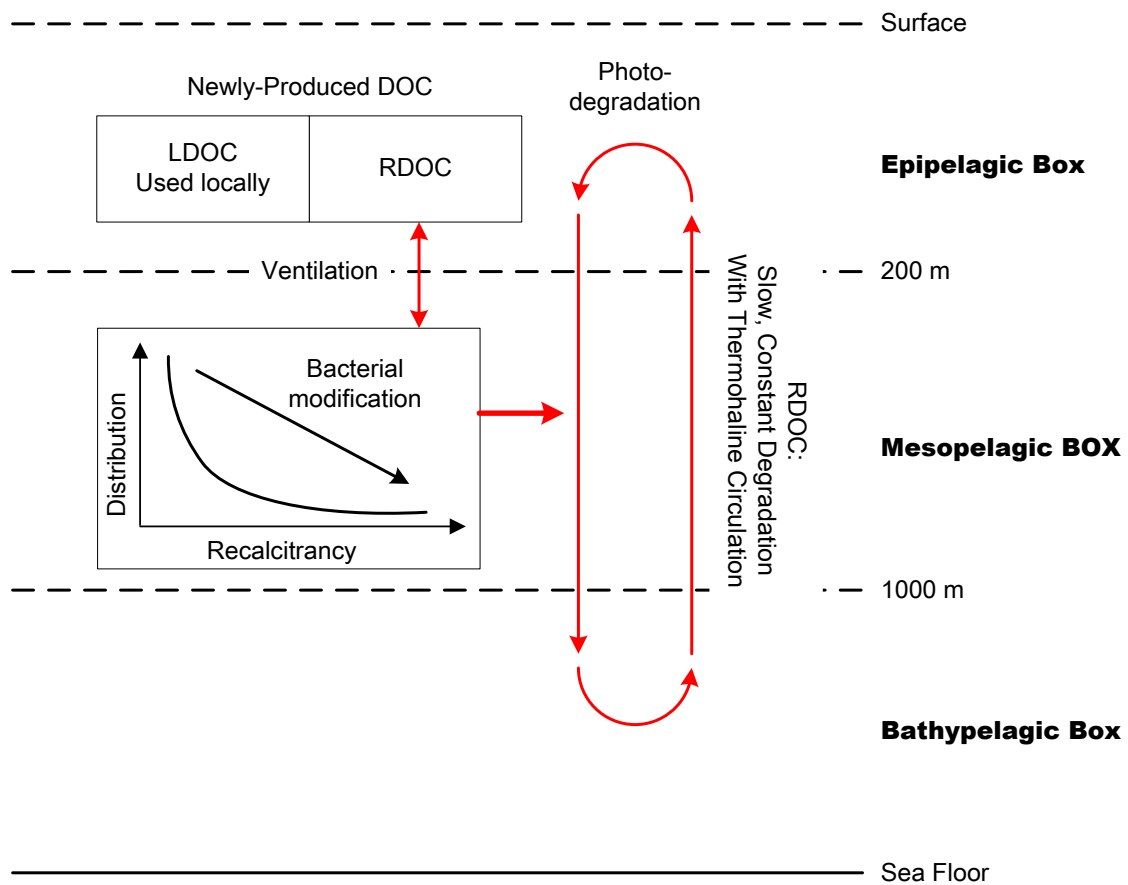 Surface
Newly-Produced DOC
Photo-
degradation
LDOC
Used locally
RDOC
Epipelagic Box
Ventilation
200 m
RDOC:
Slow, Constant Degradation
With Thermohaline Circulation
Bacterial
modification
Distribution
Recalcitrancy
Mesopelagic BOX
1000 m
Bathypelagic Box
Sea Floor